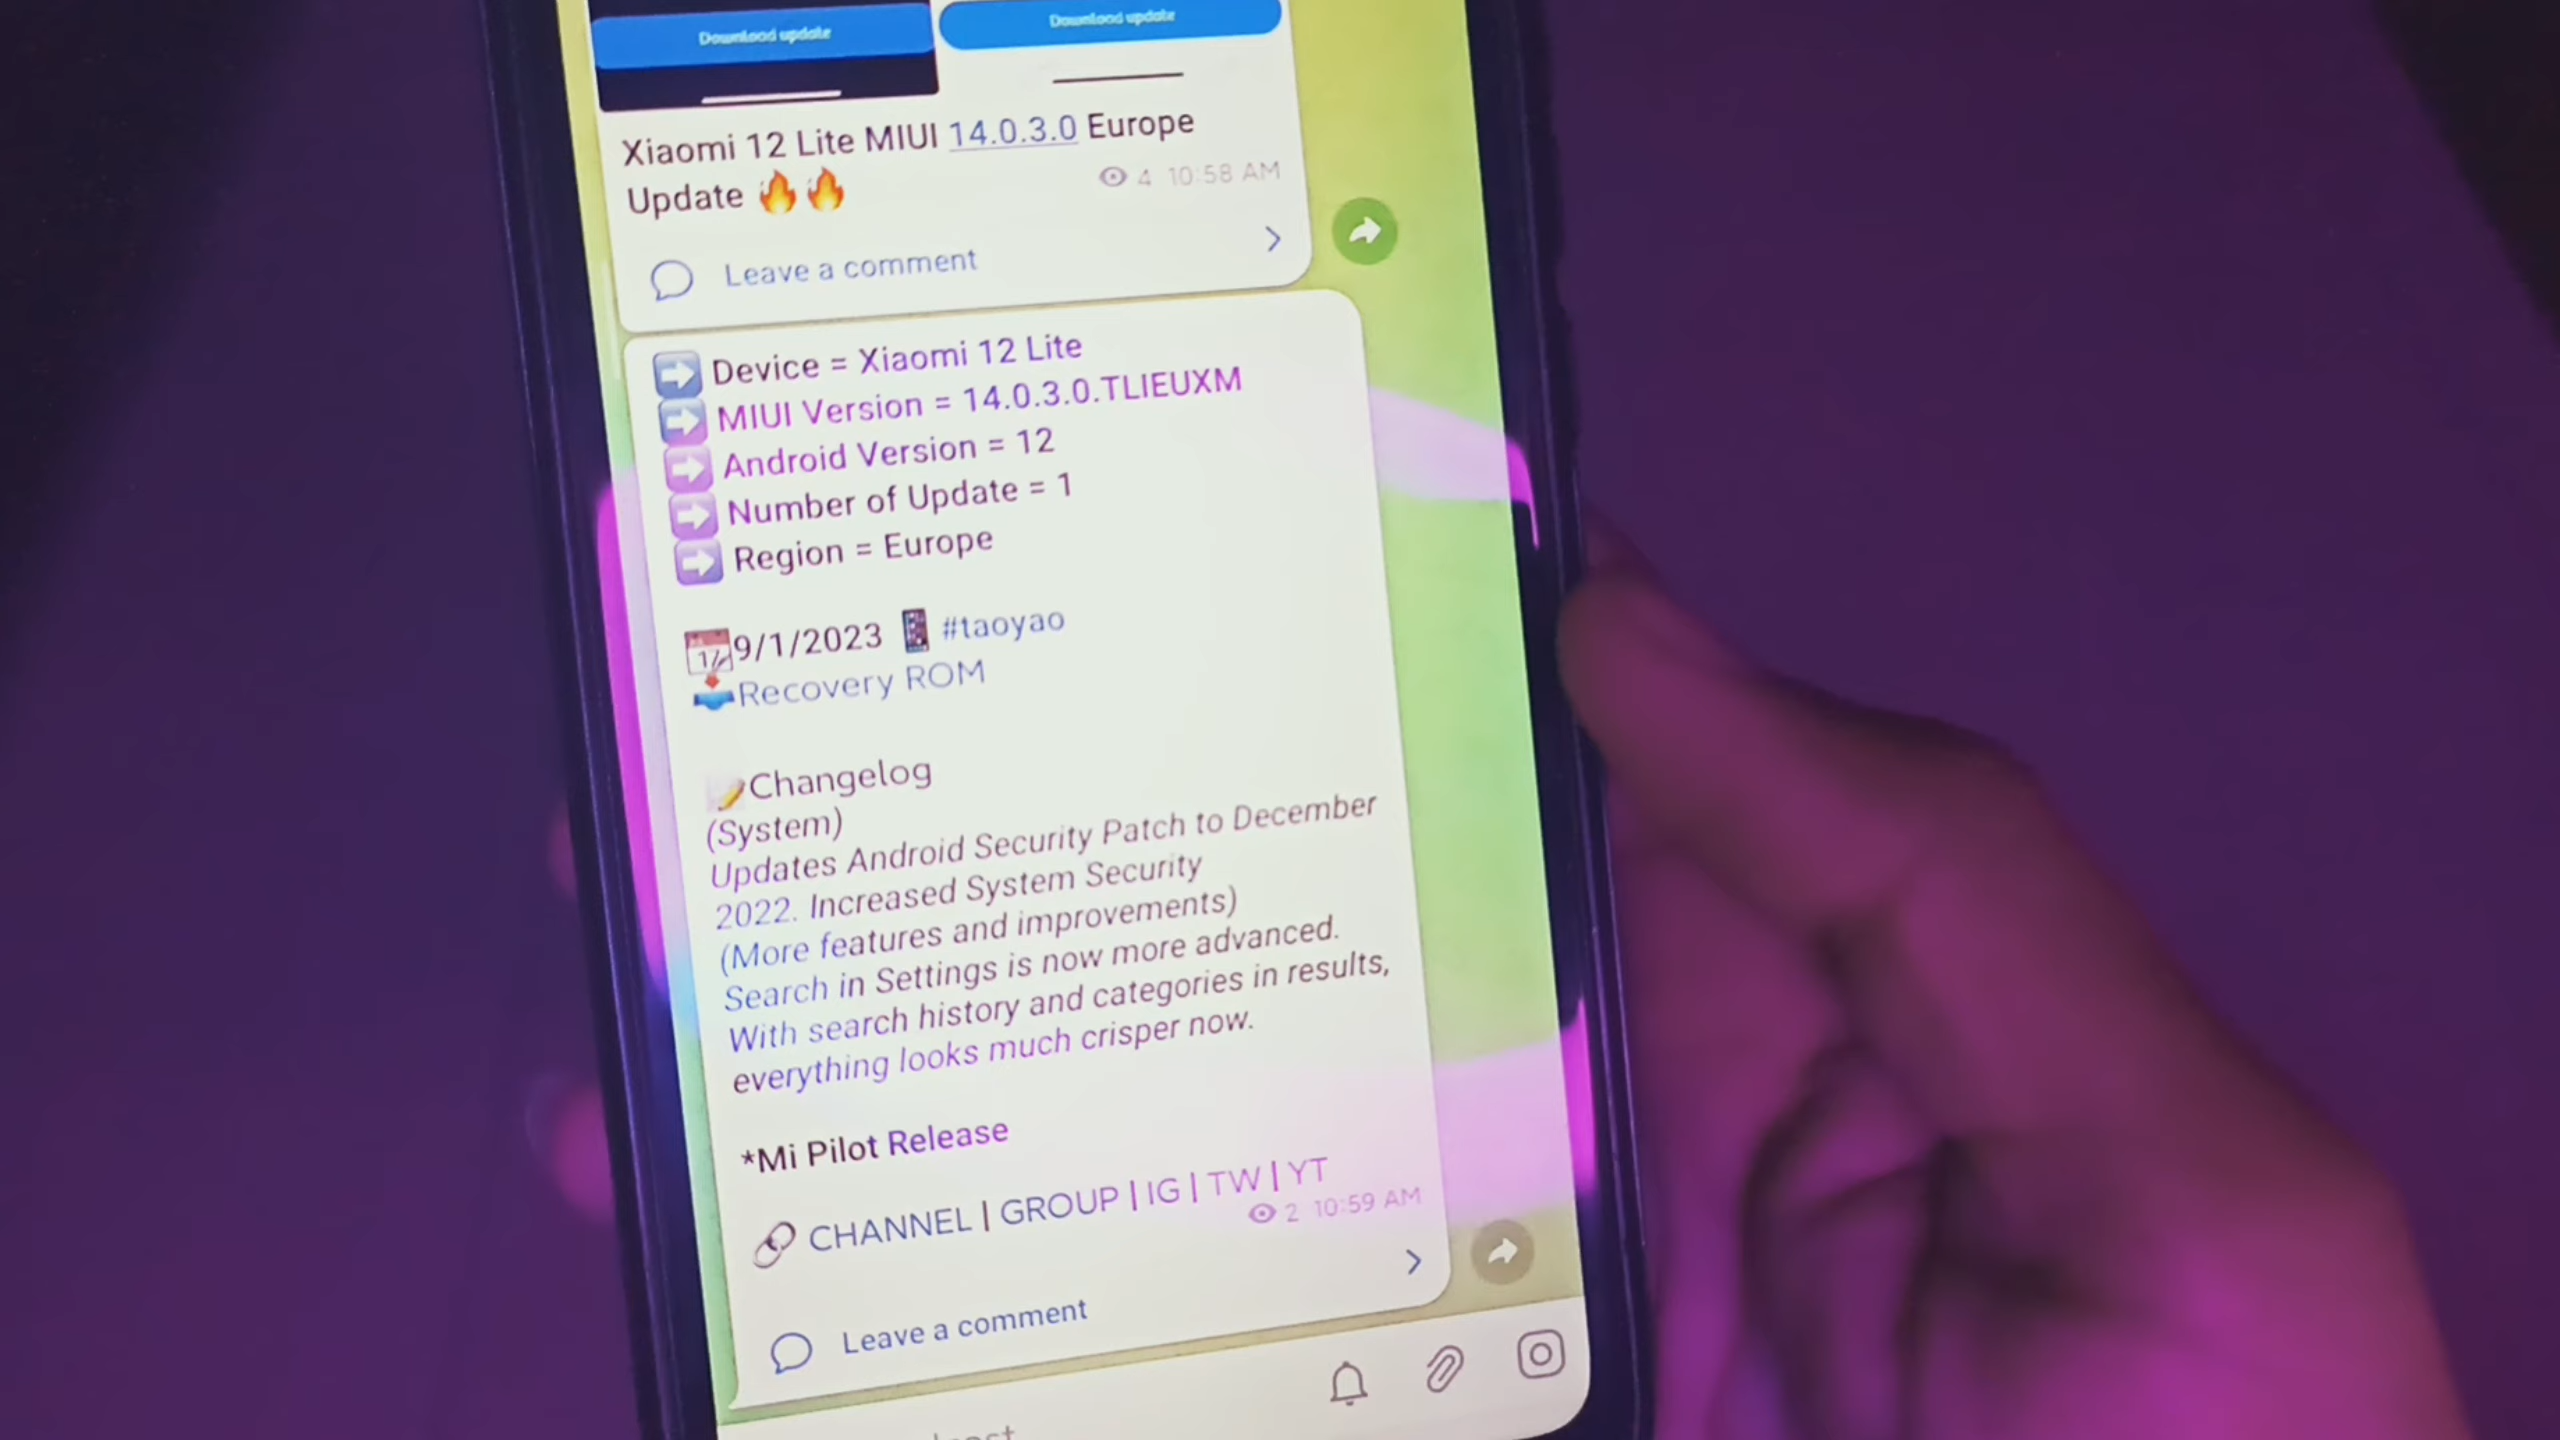 Download update
Download update
Xiaomi 12 Lite MIUI 14.0.3.0 Europe
Update 🔥🔥
4 10:58 AM
Leave a comment
➡️ Device = Xiaomi 12 Lite
➡️ MIUI Version = 14.0.3.0.TLIEUXM
➡️ Android Version = 12
➡️ Number of Update = 1
➡️ Region = Europe
📅9/1/2023 📱 #taoyao
📥Recovery ROM
📝Changelog
(System)
Updates Android Security Patch to December
2022. Increased System Security
(More features and improvements)
Search in Settings is now more advanced.
With search history and categories in results,
everything looks much crisper now.
*Mi Pilot Release
🔗 CHANNEL | GROUP | IG | TW | YT
2 10:59 AM
Leave a comment